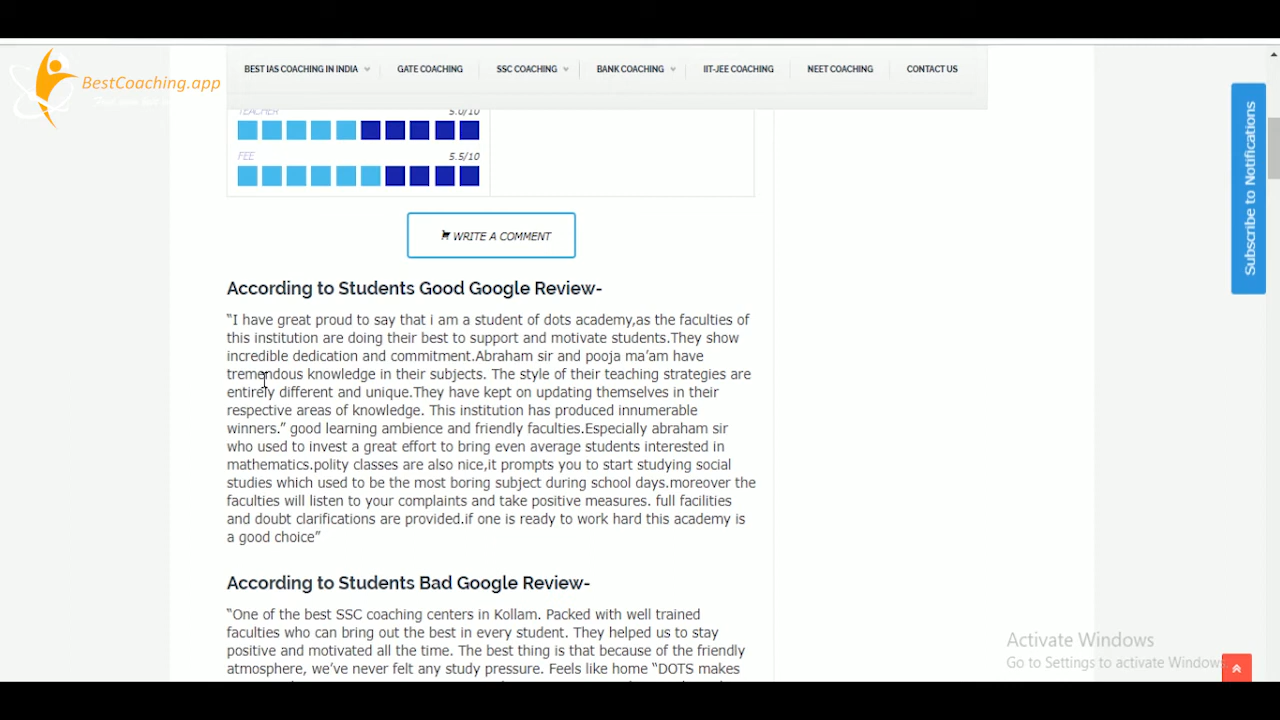 BestCoaching.app
BEST IAS COACHING IN INDIA
GATE COACHING
SSC COACHING
BANK COACHING
IIT-JEE COACHING
NEET COACHING
CONTACT US
TEACHER 5.0/10
FEE 5.5/10
WRITE A COMMENT
According to Students Good Google Review-
“I have great proud to say that i am a student of dots academy,as the faculties of
this institution are doing their best to support and motivate students.They show
incredible dedication and commitment.Abraham sir and pooja ma’am have
tremendous knowledge in their subjects. The style of their teaching strategies are
entirely different and unique.They have kept on updating themselves in their
respective areas of knowledge. This institution has produced innumerable
winners.” good learning ambience and friendly faculties.Especially abraham sir
who used to invest a great effort to bring even average students interested in
mathematics.polity classes are also nice,it prompts you to start studying social
studies which used to be the most boring subject during school days.moreover the
faculties will listen to your complaints and take positive measures. full facilities
and doubt clarifications are provided.if one is ready to work hard this academy is
a good choice”
According to Students Bad Google Review-
“One of the best SSC coaching centers in Kollam. Packed with well trained
faculties who can bring out the best in every student. They helped us to stay
positive and motivated all the time. The best thing is that because of the friendly
atmosphere, we’ve never felt any study pressure. Feels like home “DOTS makes
Subscribe to Notifications
Activate Windows
Go to Settings to activate Windows.